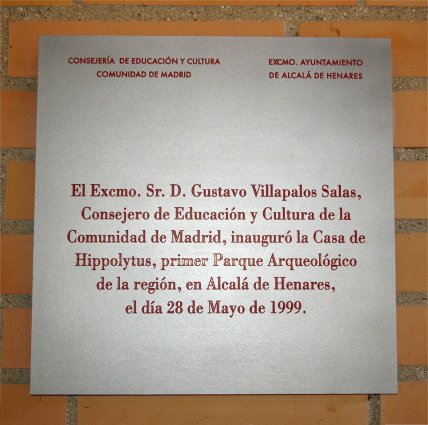 CONSEJERÍA DE EDUCACIÓN Y CULTURA
COMUNIDAD DE MADRID
EXCMO. AYUNTAMIENTO
DE ALCALÁ DE HENARES
El Excmo. Sr. D. Gustavo Villapalos Salas,
Consejero de Educación y Cultura de la
Comunidad de Madrid, inauguró la Casa de
Hippolytus, primer Parque Arqueológico
de la región, en Alcalá de Henares,
el día 28 de Mayo de 1999.